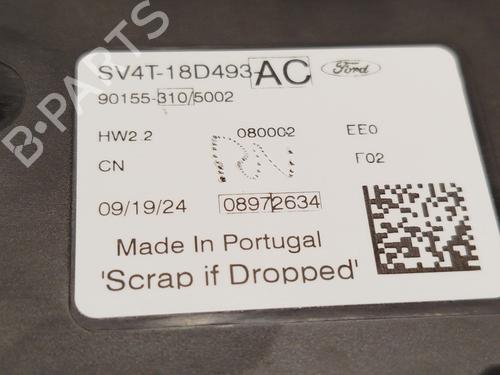 B-PARTS
SV4T-18D493 AC Ford
90155-310/5002
HW2.2 080002 EE0
CN F02
09/19/24 08972634
Made In Portugal
'Scrap if Dropped'